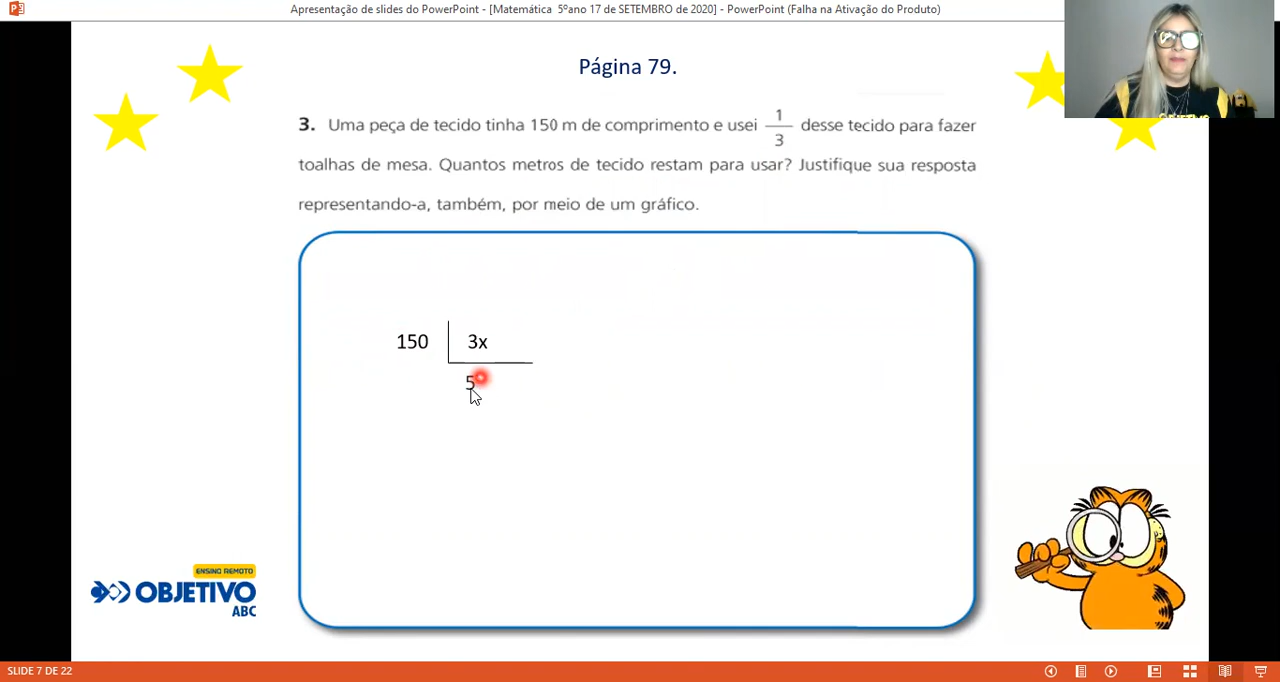 Apresentação de slides do PowerPoint - [Matemática 5ºano 17 de SETEMBRO de 2020] - PowerPoint (Falha na Ativação do Produto)
Página 79.
3. Uma peça de tecido tinha 150 m de comprimento e usei 1/3 desse tecido para fazer
toalhas de mesa. Quantos metros de tecido restam para usar? Justifique sua resposta
representando-a, também, por meio de um gráfico.
150 3x
5
ENSINO REMOTO
OBJETIVO
ABC
SLIDE 7 DE 22